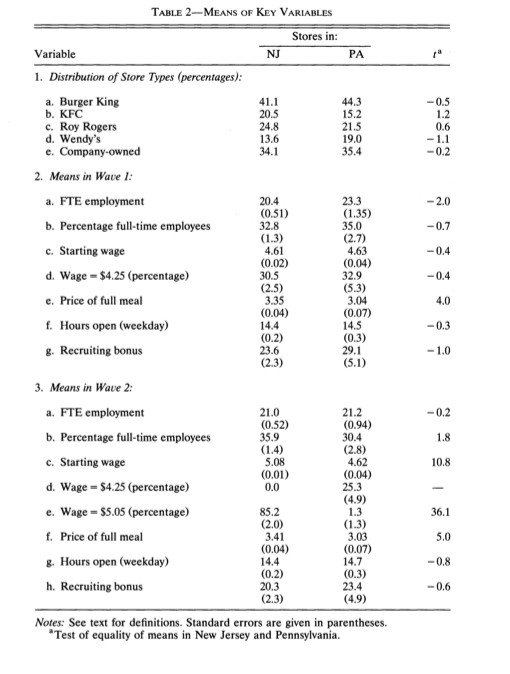 TABLE 2—MEANS OF KEY VARIABLES
Stores in:
Variable NJ PA tª
1. Distribution of Store Types (percentages):
a. Burger King 41.1 44.3 −0.5
b. KFC 20.5 15.2 1.2
c. Roy Rogers 24.8 21.5 0.6
d. Wendy's 13.6 19.0 −1.1
e. Company-owned 34.1 35.4 −0.2
2. Means in Wave 1:
a. FTE employment 20.4 23.3 −2.0
(0.51) (1.35)
b. Percentage full-time employees 32.8 35.0 −0.7
(1.3) (2.7)
c. Starting wage 4.61 4.63 −0.4
(0.02) (0.04)
d. Wage = $4.25 (percentage) 30.5 32.9 −0.4
(2.5) (5.3)
e. Price of full meal 3.35 3.04 4.0
(0.04) (0.07)
f. Hours open (weekday) 14.4 14.5 −0.3
(0.2) (0.3)
g. Recruiting bonus 23.6 29.1 −1.0
(2.3) (5.1)
3. Means in Wave 2:
a. FTE employment 21.0 21.2 −0.2
(0.52) (0.94)
b. Percentage full-time employees 35.9 30.4 1.8
(1.4) (2.8)
c. Starting wage 5.08 4.62 10.8
(0.01) (0.04)
d. Wage = $4.25 (percentage) 0.0 25.3 —
(4.9)
e. Wage = $5.05 (percentage) 85.2 1.3 36.1
(2.0) (1.3)
f. Price of full meal 3.41 3.03 5.0
(0.04) (0.07)
g. Hours open (weekday) 14.4 14.7 −0.8
(0.2) (0.3)
h. Recruiting bonus 20.3 23.4 −0.6
(2.3) (4.9)
Notes: See text for definitions. Standard errors are given in parentheses.
ªTest of equality of means in New Jersey and Pennsylvania.